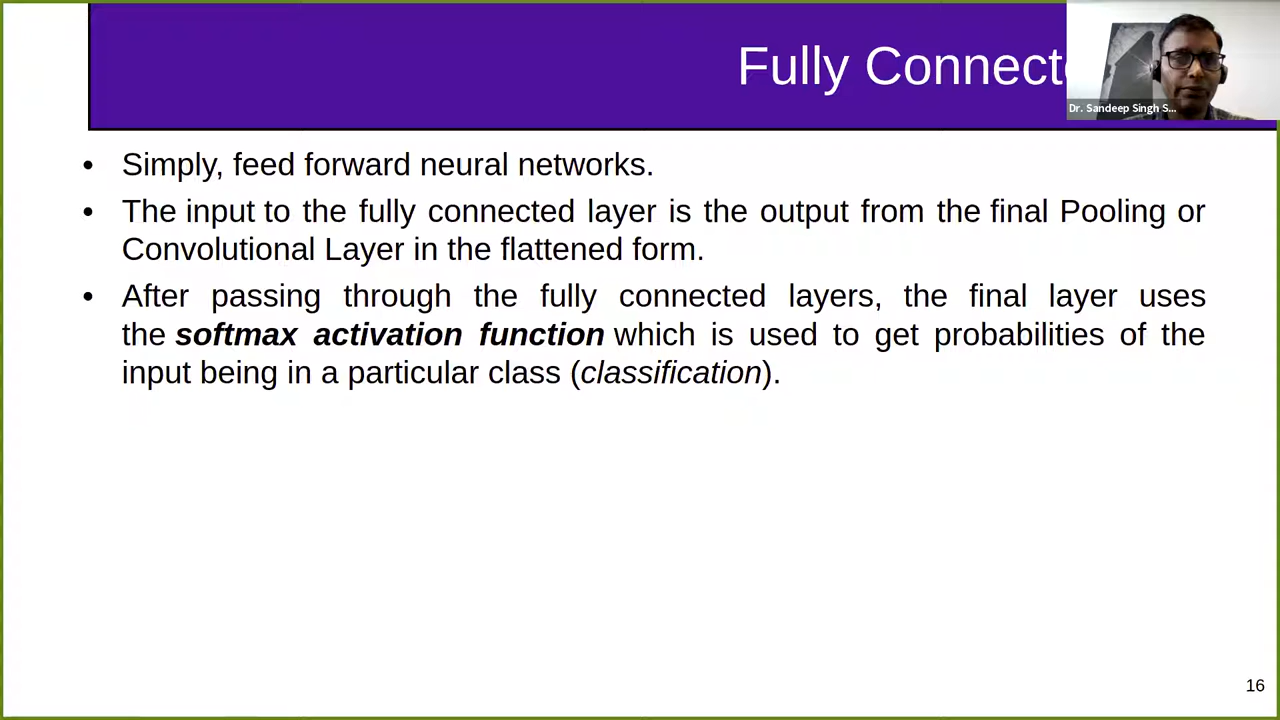 Fully Connect
Dr. Sandeep Singh S...
• Simply, feed forward neural networks.
• The input to the fully connected layer is the output from the final Pooling or
Convolutional Layer in the flattened form.
• After passing through the fully connected layers, the final layer uses
the softmax activation function which is used to get probabilities of the
input being in a particular class (classification).
16